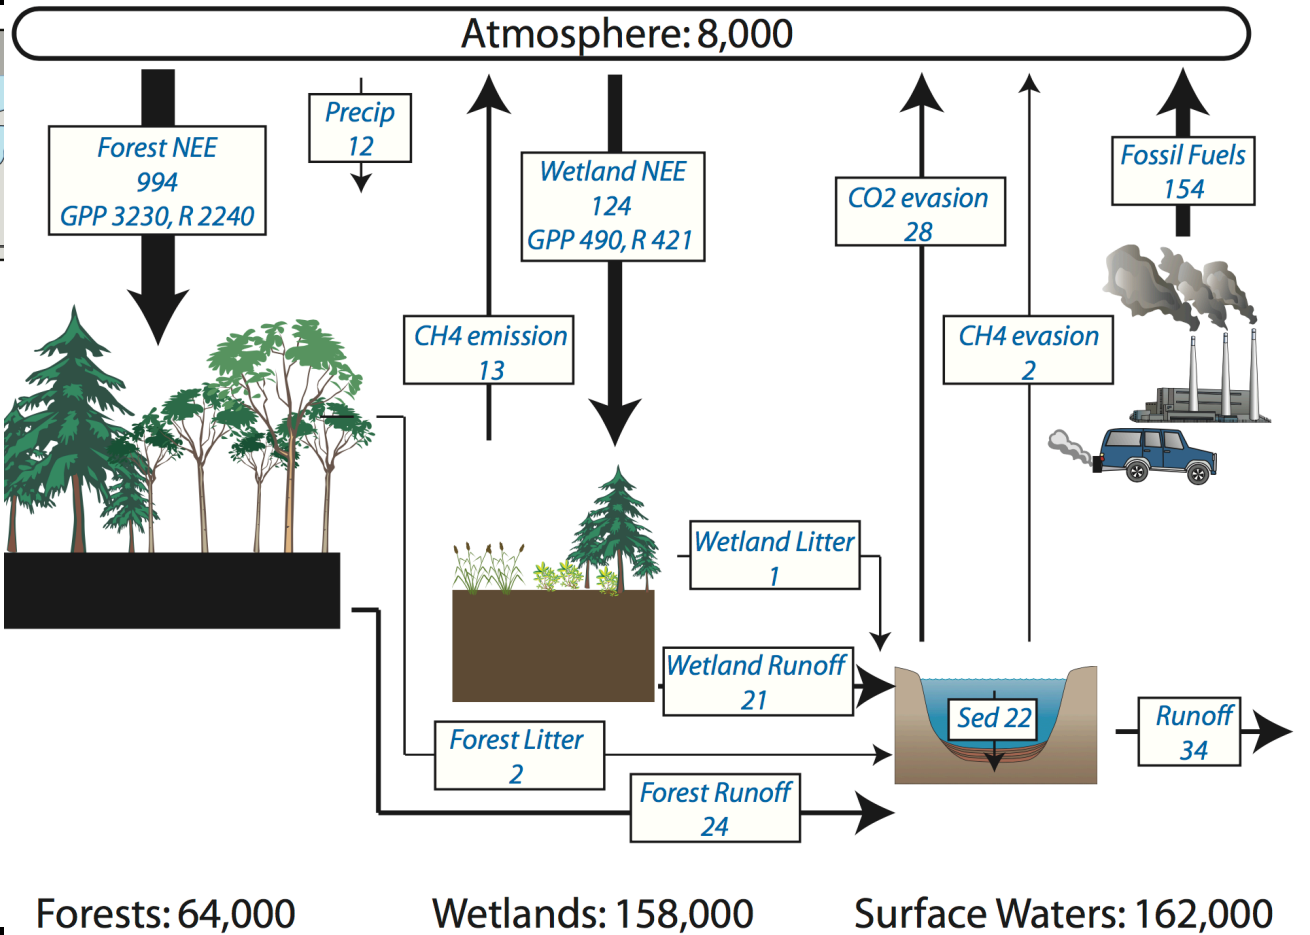 Atmosphere: 8,000
Forest NEE
994
GPP 3230, R 2240
Precip
12
CH4 emission
13
Wetland NEE
124
GPP 490, R 421
CO2 evasion
28
CH4 evasion
2
Fossil Fuels
154
Wetland Litter
1
Wetland Runoff
21
Forest Litter
2
Forest Runoff
24
Sed 22
Runoff
34
Forests: 64,000
Wetlands: 158,000
Surface Waters: 162,000